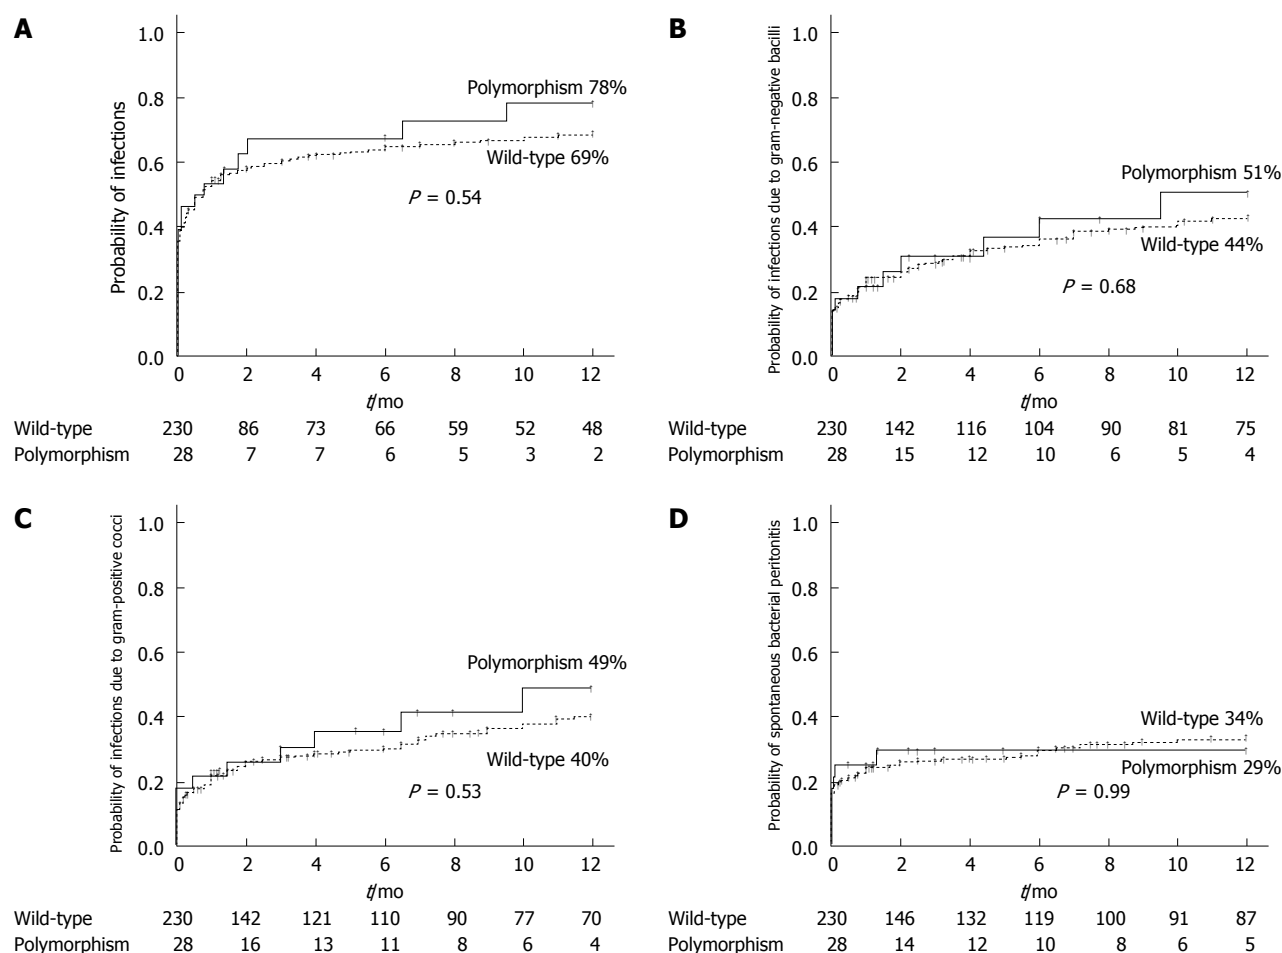 A
Probability of infections
1.0
0.8
0.6
0.4
0.2
0.0
Polymorphism 78%
Wild-type 69%
P = 0.54
0 2 4 6 8 10 12
t/mo
Wild-type 230 86 73 66 59 52 48
Polymorphism 28 7 7 6 5 3 2
B
Probability of infections due to gram-negative bacilli
1.0
0.8
0.6
0.4
0.2
0.0
Polymorphism 51%
Wild-type 44%
P = 0.68
0 2 4 6 8 10 12
t/mo
Wild-type 230 142 116 104 90 81 75
Polymorphism 28 15 12 10 6 5 4
C
Probability of infections due to gram-positive cocci
1.0
0.8
0.6
0.4
0.2
0.0
Polymorphism 49%
Wild-type 40%
P = 0.53
0 2 4 6 8 10 12
t/mo
Wild-type 230 142 121 110 90 77 70
Polymorphism 28 16 13 11 8 6 4
D
Probability of spontaneous bacterial peritonitis
1.0
0.8
0.6
0.4
0.2
0.0
Wild-type 34%
Polymorphism 29%
P = 0.99
0 2 4 6 8 10 12
t/mo
Wild-type 230 146 132 119 100 91 87
Polymorphism 28 14 12 10 8 6 5